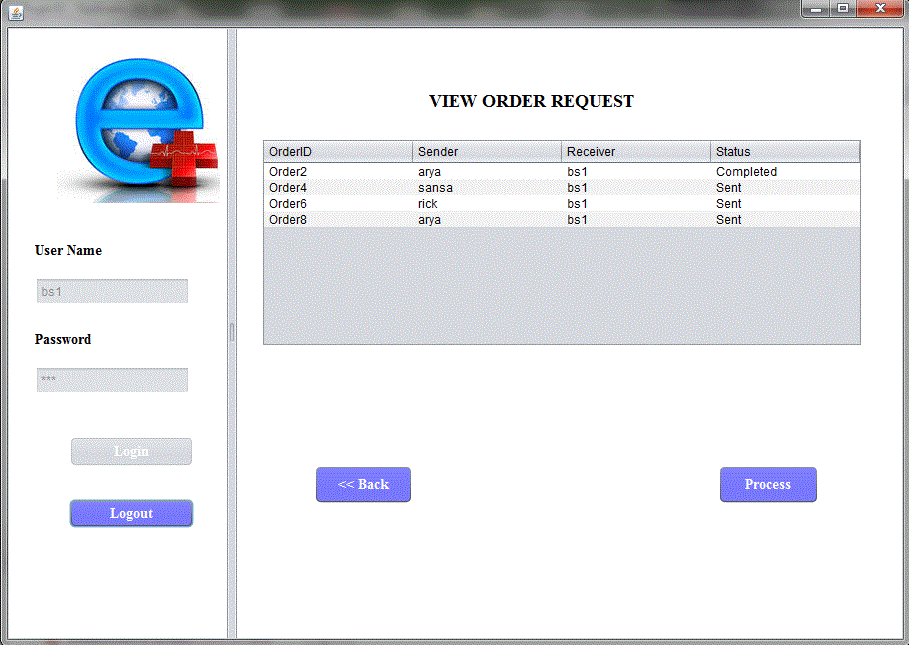 VIEW ORDER REQUEST
OrderID Sender Receiver Status
Order2 arya bs1 Completed
Order4 sansa bs1 Sent
Order6 rick bs1 Sent
Order8 arya bs1 Sent
User Name
bs1
Password
***
Login
Logout
<< Back
Process